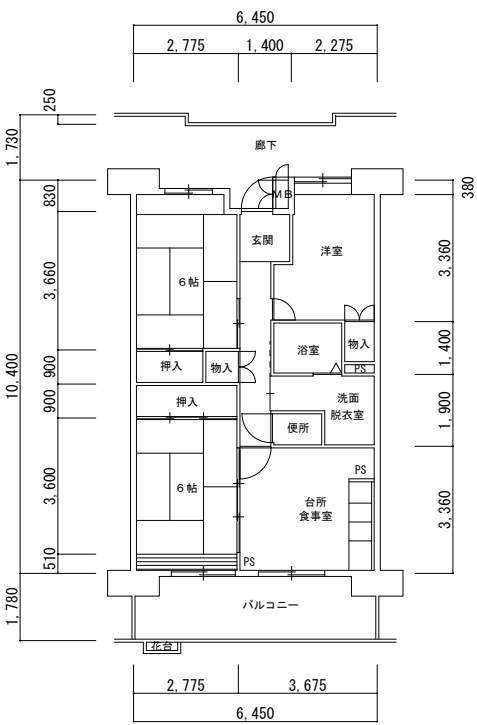 6,450
2,775
1,400
2,275
250
1,730
廊下
380
830
MB
玄関
洋室
3,360
3,660
6帖
10,400
押入
物入
浴室
物入
1,400
900
PS
900
押入
洗面
脱衣室
1,900
便所
3,600
6帖
PS
台所
食事室
3,360
510
PS
1,780
バルコニー
花台
2,775
3,675
6,450